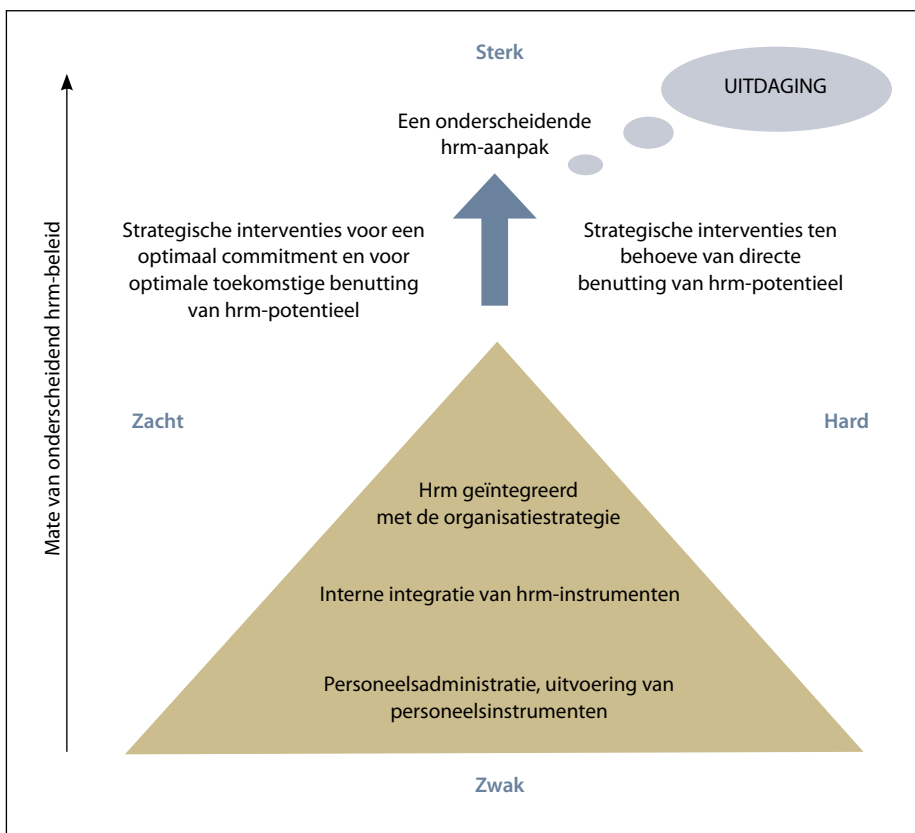 Sterk
UITDAGING
Een onderscheidende
hrm-aanpak
Strategische interventies voor een
optimaal commitment en voor
optimale toekomstige benutting
van hrm-potentieel
Strategische interventies ten
behoeve van directe
benutting van hrm-potentieel
Mate van onderscheidend hrm-beleid
Zacht
Hard
Hrm geïntegreerd
met de organisatiestrategie
Interne integratie van hrm-instrumenten
Personeelsadministratie, uitvoering van
personeelsinstrumenten
Zwak